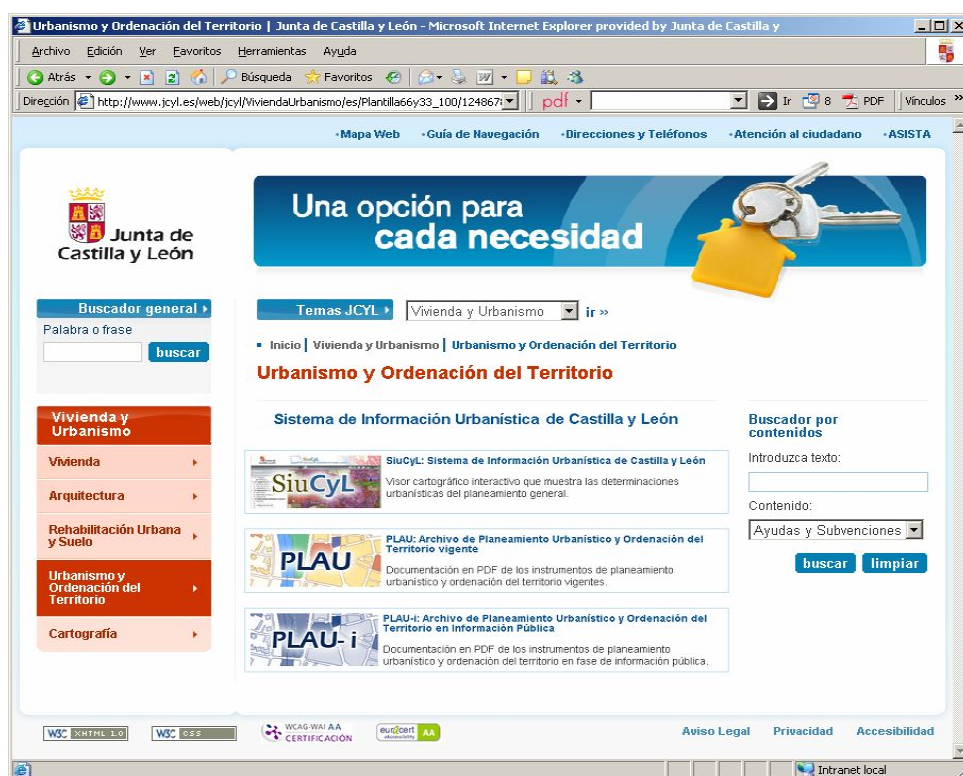 Urbanismo y Ordenación del Territorio | Junta de Castilla y León - Microsoft Internet Explorer provided by Junta de Castilla y
Archivo Edición Ver Favoritos Herramientas Ayuda
Atrás Búsqueda Favoritos
Dirección http://www.jcyl.es/web/jcyl/ViviendaUrbanismo/es/Plantilla66y33_100/124867 pdf Ir 8 PDF Vínculos »
·Mapa Web ·Guía de Navegación ·Direcciones y Teléfonos ·Atención al ciudadano ·ASISTA
Junta de
Castilla y León
Una opción para
cada necesidad
Buscador general
Palabra o frase
buscar
Temas JCYL Vivienda y Urbanismo ir »
Inicio | Vivienda y Urbanismo | Urbanismo y Ordenación del Territorio
Urbanismo y Ordenación del Territorio
Vivienda y
Urbanismo
Vivienda
Arquitectura
Rehabilitación Urbana
y Suelo
Urbanismo y
Ordenación del
Territorio
Cartografía
Sistema de Información Urbanística de Castilla y León
SiuCyL
SiuCyL: Sistema de Información Urbanística de Castilla y León
Visor cartográfico interactivo que muestra las determinaciones
urbanísticas del planeamiento general.
PLAU
PLAU: Archivo de Planeamiento Urbanístico y Ordenación del
Territorio vigente
Documentación en PDF de los instrumentos de planeamiento
urbanístico y ordenación del territorio vigentes.
PLAU-i
PLAU-i: Archivo de Planeamiento Urbanístico y Ordenación del
Territorio en Información Pública
Documentación en PDF de los instrumentos de planeamiento
urbanístico y ordenación del territorio en fase de información pública.
Buscador por
contenidos
Introduzca texto:
Contenido:
Ayudas y Subvenciones
buscar limpiar
W3C XHTML 1.0 W3C CSS WCAG-WAI AA
CERTIFICACIÓN
eurocert AA
Aviso Legal Privacidad Accesibilidad
Intranet local